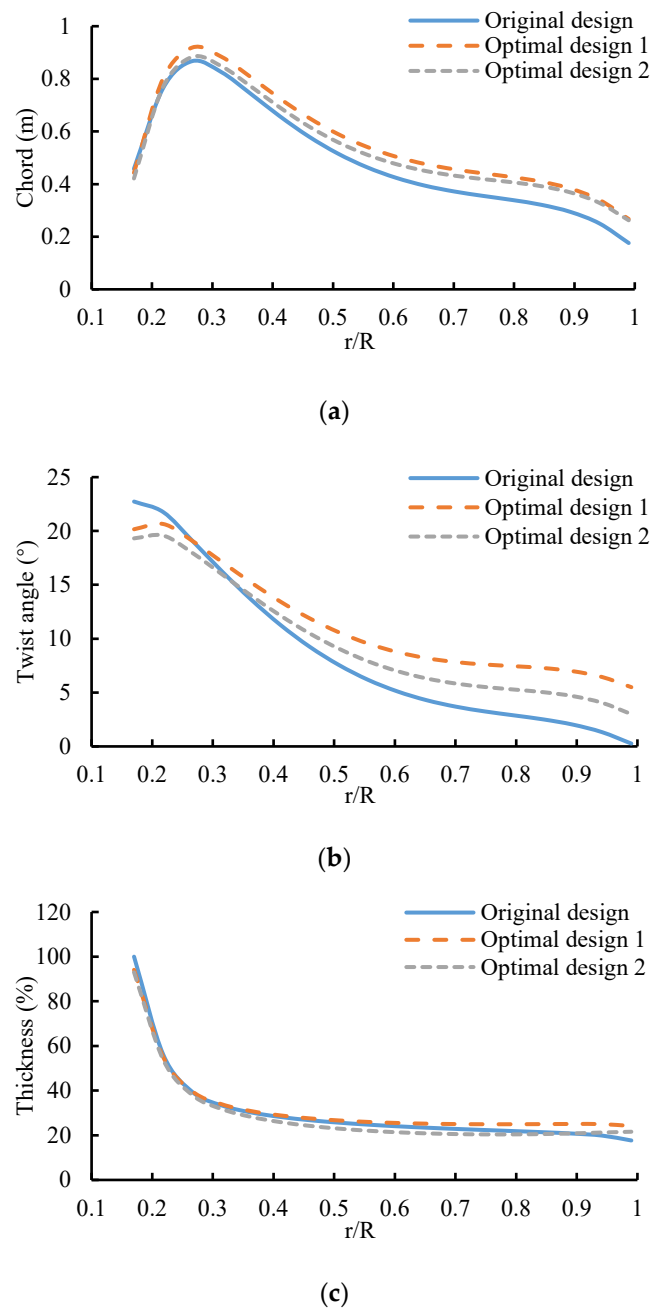 Original design
Optimal design 1
Optimal design 2
Chord (m)
1
0.8
0.6
0.4
0.2
0
0.1 0.2 0.3 0.4 0.5 0.6 0.7 0.8 0.9 1
r/R
(a)
Original design
Optimal design 1
Optimal design 2
Twist angle (°)
25
20
15
10
5
0
0.1 0.2 0.3 0.4 0.5 0.6 0.7 0.8 0.9 1
r/R
(b)
Original design
Optimal design 1
Optimal design 2
Thickness (%)
120
100
80
60
40
20
0
0.1 0.2 0.3 0.4 0.5 0.6 0.7 0.8 0.9 1
r/R
(c)